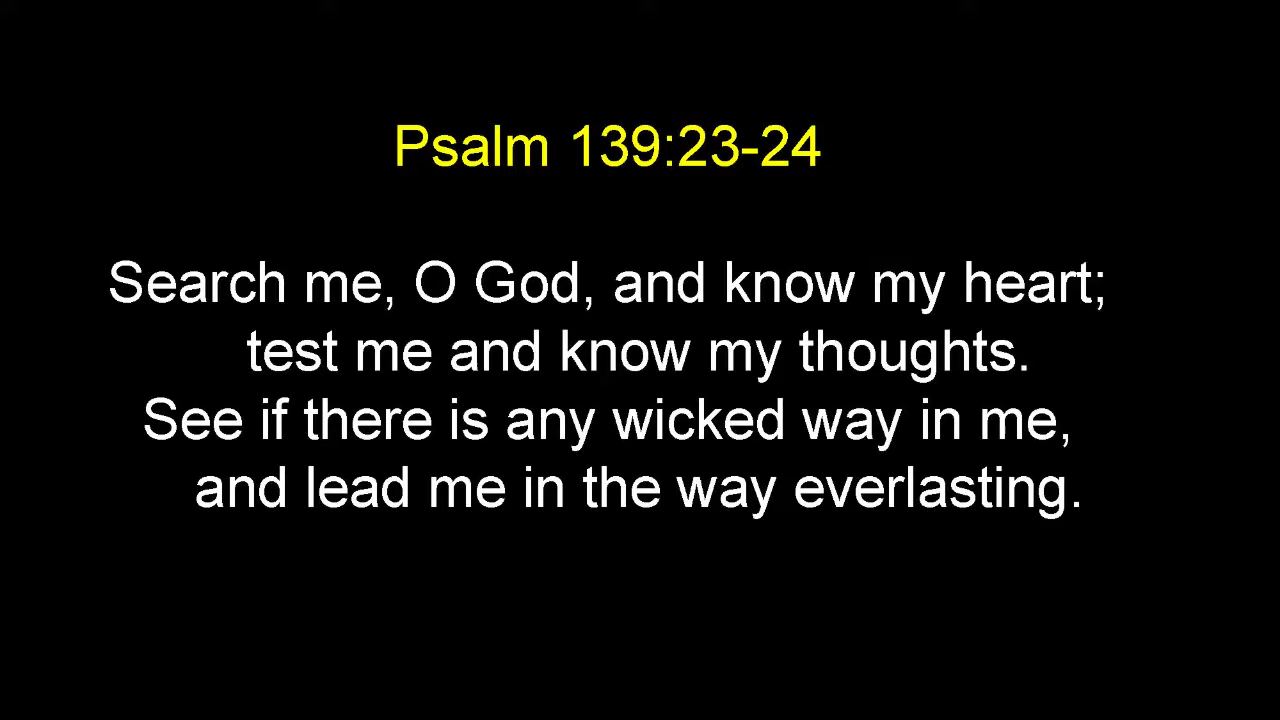 Psalm 139:23-24
Search me, O God, and know my heart;
test me and know my thoughts.
See if there is any wicked way in me,
and lead me in the way everlasting.